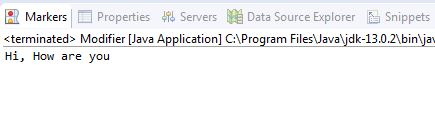 Markers Properties Servers Data Source Explorer Snippets
<terminated> Modifier [Java Application] C:\Program Files\Java\jdk-13.0.2\bin\jav
Hi, How are you